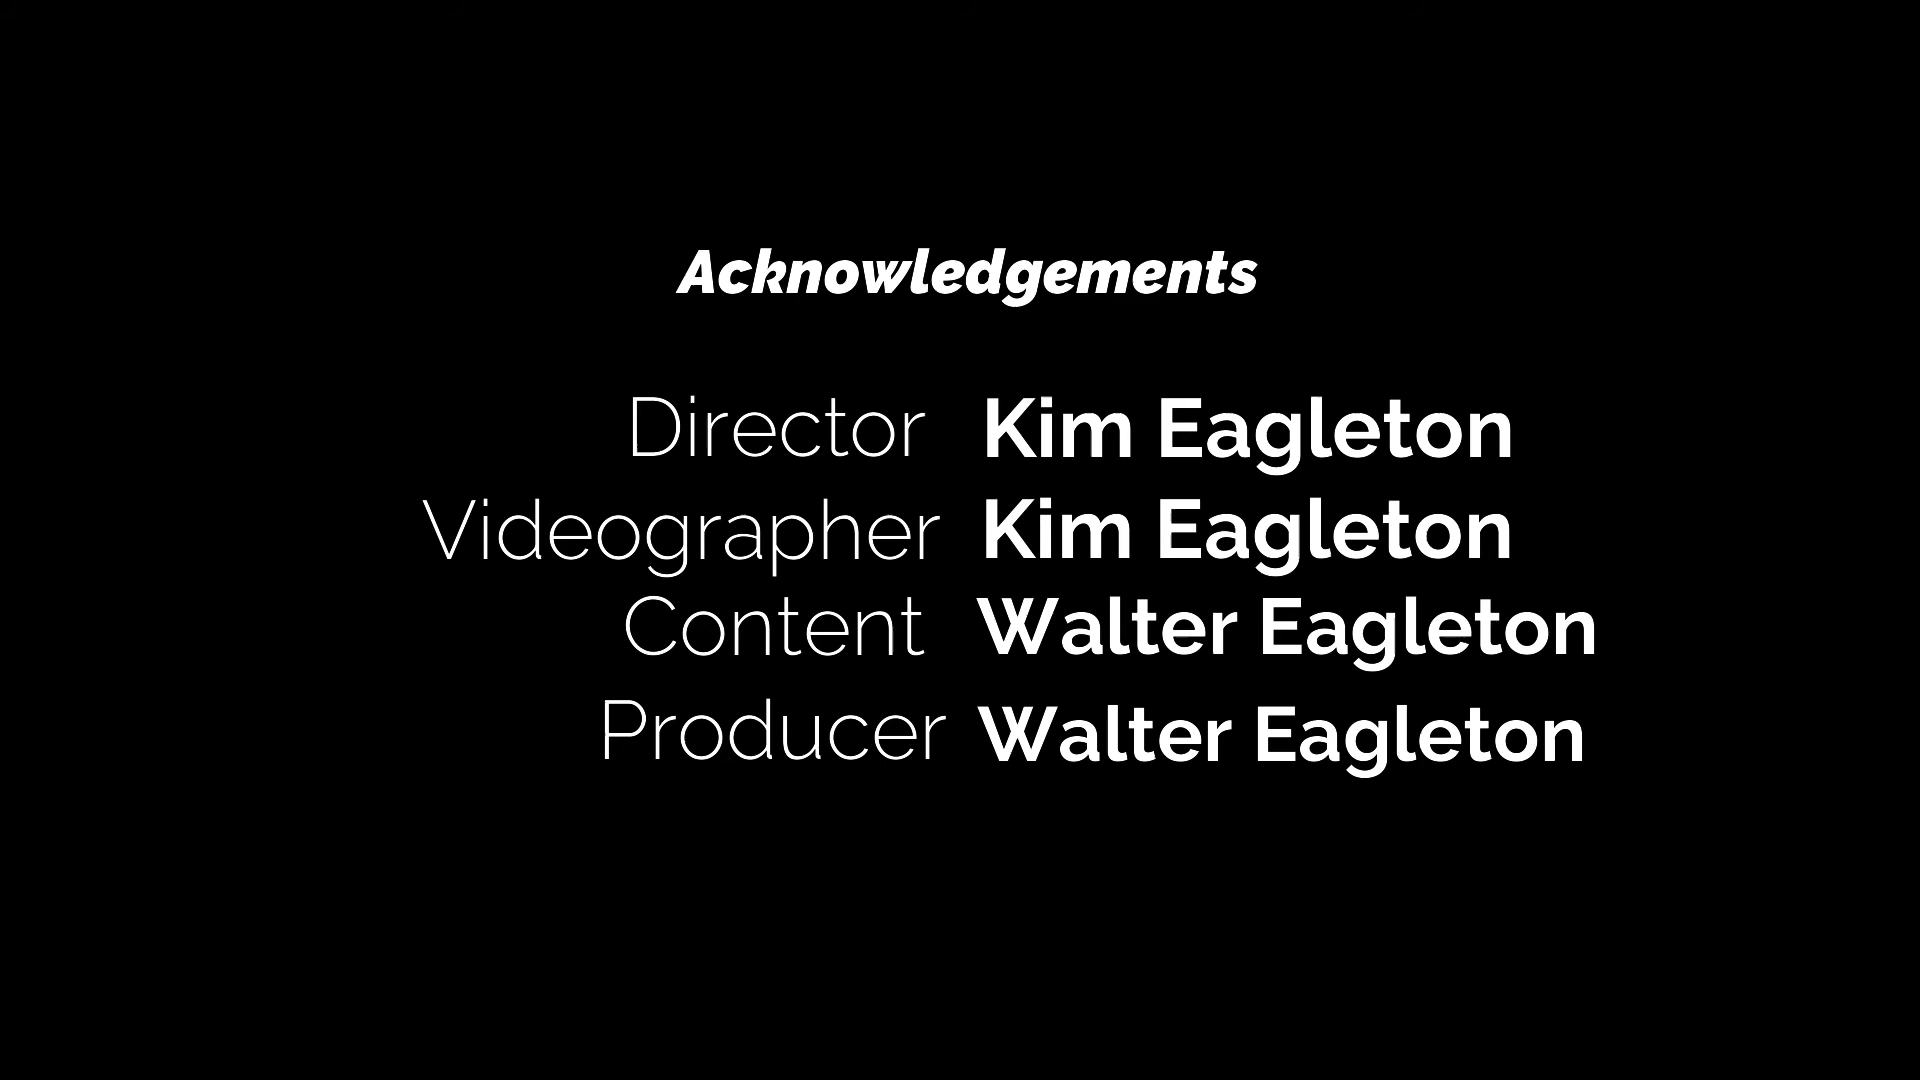 Acknowledgements
Director Kim Eagleton
Videographer Kim Eagleton
Content Walter Eagleton
Producer Walter Eagleton